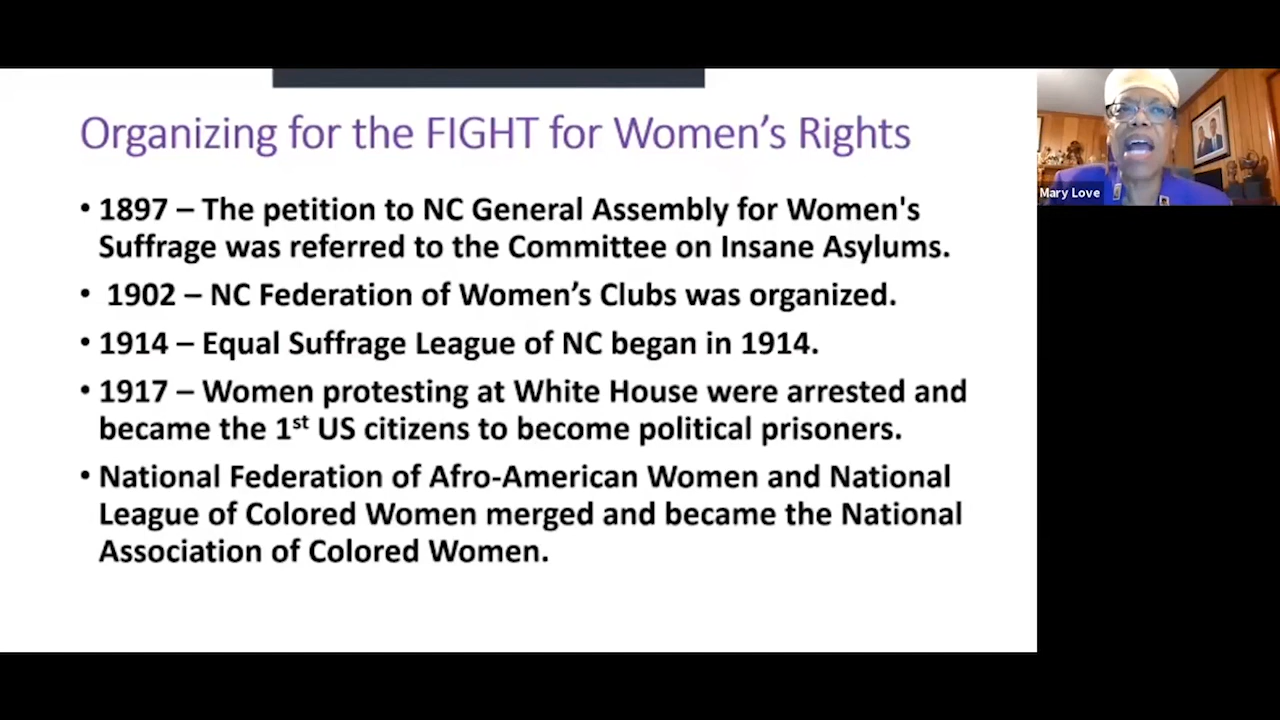 Organizing for the FIGHT for Women’s Rights
• 1897 – The petition to NC General Assembly for Women's
Suffrage was referred to the Committee on Insane Asylums.
• 1902 – NC Federation of Women’s Clubs was organized.
• 1914 – Equal Suffrage League of NC began in 1914.
• 1917 – Women protesting at White House were arrested and
became the 1st US citizens to become political prisoners.
• National Federation of Afro-American Women and National
League of Colored Women merged and became the National
Association of Colored Women.
Mary Love